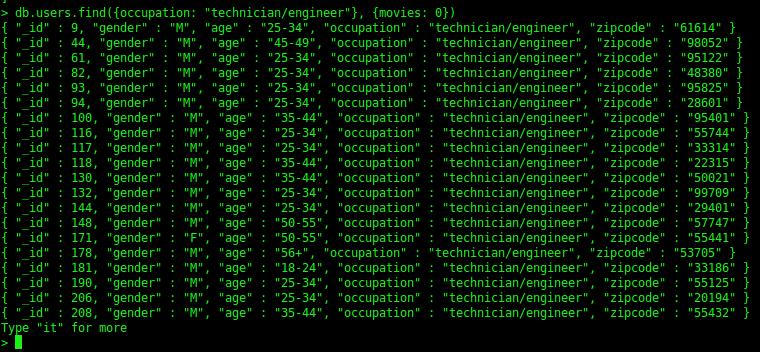 > db.users.find({occupation: "technician/engineer"}, {movies: 0})
{ "_id" : 9, "gender" : "M", "age" : "25-34", "occupation" : "technician/engineer", "zipcode" : "61614" }
{ "_id" : 44, "gender" : "M", "age" : "45-49", "occupation" : "technician/engineer", "zipcode" : "98052" }
{ "_id" : 61, "gender" : "M", "age" : "25-34", "occupation" : "technician/engineer", "zipcode" : "95122" }
{ "_id" : 82, "gender" : "M", "age" : "25-34", "occupation" : "technician/engineer", "zipcode" : "48380" }
{ "_id" : 93, "gender" : "M", "age" : "25-34", "occupation" : "technician/engineer", "zipcode" : "95825" }
{ "_id" : 94, "gender" : "M", "age" : "25-34", "occupation" : "technician/engineer", "zipcode" : "28601" }
{ "_id" : 100, "gender" : "M", "age" : "35-44", "occupation" : "technician/engineer", "zipcode" : "95401" }
{ "_id" : 116, "gender" : "M", "age" : "25-34", "occupation" : "technician/engineer", "zipcode" : "55744" }
{ "_id" : 117, "gender" : "M", "age" : "25-34", "occupation" : "technician/engineer", "zipcode" : "33314" }
{ "_id" : 118, "gender" : "M", "age" : "35-44", "occupation" : "technician/engineer", "zipcode" : "22315" }
{ "_id" : 130, "gender" : "M", "age" : "35-44", "occupation" : "technician/engineer", "zipcode" : "50021" }
{ "_id" : 132, "gender" : "M", "age" : "25-34", "occupation" : "technician/engineer", "zipcode" : "99709" }
{ "_id" : 144, "gender" : "M", "age" : "25-34", "occupation" : "technician/engineer", "zipcode" : "29401" }
{ "_id" : 148, "gender" : "M", "age" : "50-55", "occupation" : "technician/engineer", "zipcode" : "57747" }
{ "_id" : 171, "gender" : "F", "age" : "50-55", "occupation" : "technician/engineer", "zipcode" : "55441" }
{ "_id" : 178, "gender" : "M", "age" : "56+", "occupation" : "technician/engineer", "zipcode" : "53705" }
{ "_id" : 181, "gender" : "M", "age" : "18-24", "occupation" : "technician/engineer", "zipcode" : "33186" }
{ "_id" : 190, "gender" : "M", "age" : "25-34", "occupation" : "technician/engineer", "zipcode" : "55125" }
{ "_id" : 206, "gender" : "M", "age" : "25-34", "occupation" : "technician/engineer", "zipcode" : "20194" }
{ "_id" : 208, "gender" : "M", "age" : "35-44", "occupation" : "technician/engineer", "zipcode" : "55432" }
Type "it" for more
>